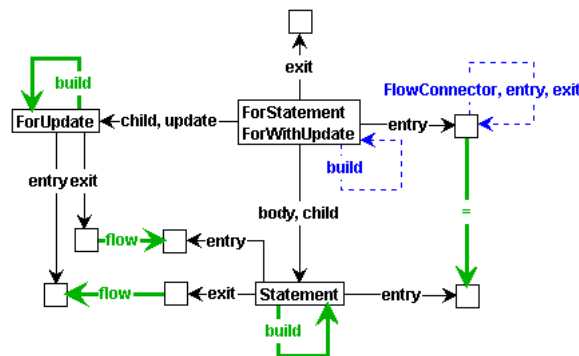 exit
build
FlowConnector, entry, exit
ForUpdate
child, update
ForStatement
ForWithUpdate
entry
build
entry
exit
body, child
=
flow
entry
flow
exit
Statement
entry
build